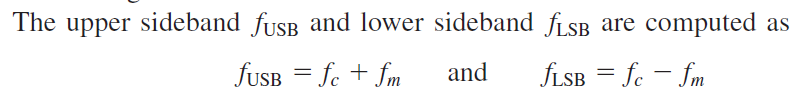 The upper sideband fUSB and lower sideband fLSB are computed as
fUSB = fc + fm and fLSB = fc − fm